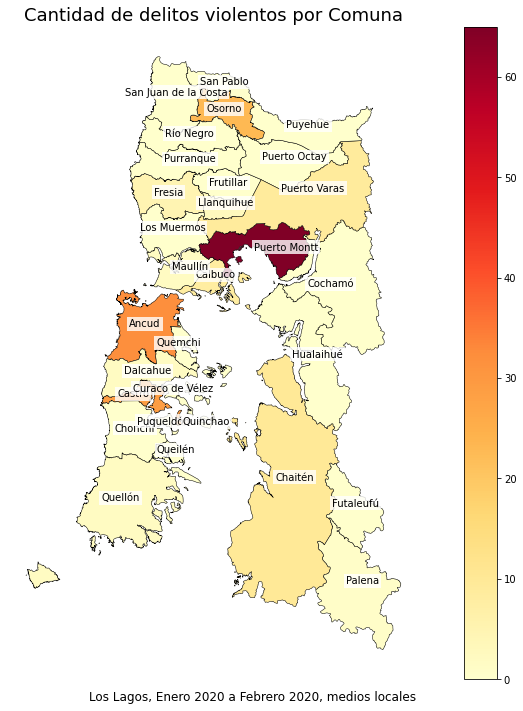 Cantidad de delitos violentos por Comuna
San Pablo
San Juan de la Costa
Osorno
Puyehue
Río Negro
Purranque
Puerto Octay
Frutillar
Puerto Varas
Fresia
Llanquihue
Los Muermos
Puerto Montt
Maullín
Calbuco
Cochamó
Ancud
Quemchi
Hualaihué
Dalcahue
Curaco de Vélez
Castro
Puqueldón
Quinchao
Chonchi
Queilén
Chaitén
Quellón
Futaleufú
Palena
60
50
40
30
20
10
0
Los Lagos, Enero 2020 a Febrero 2020, medios locales